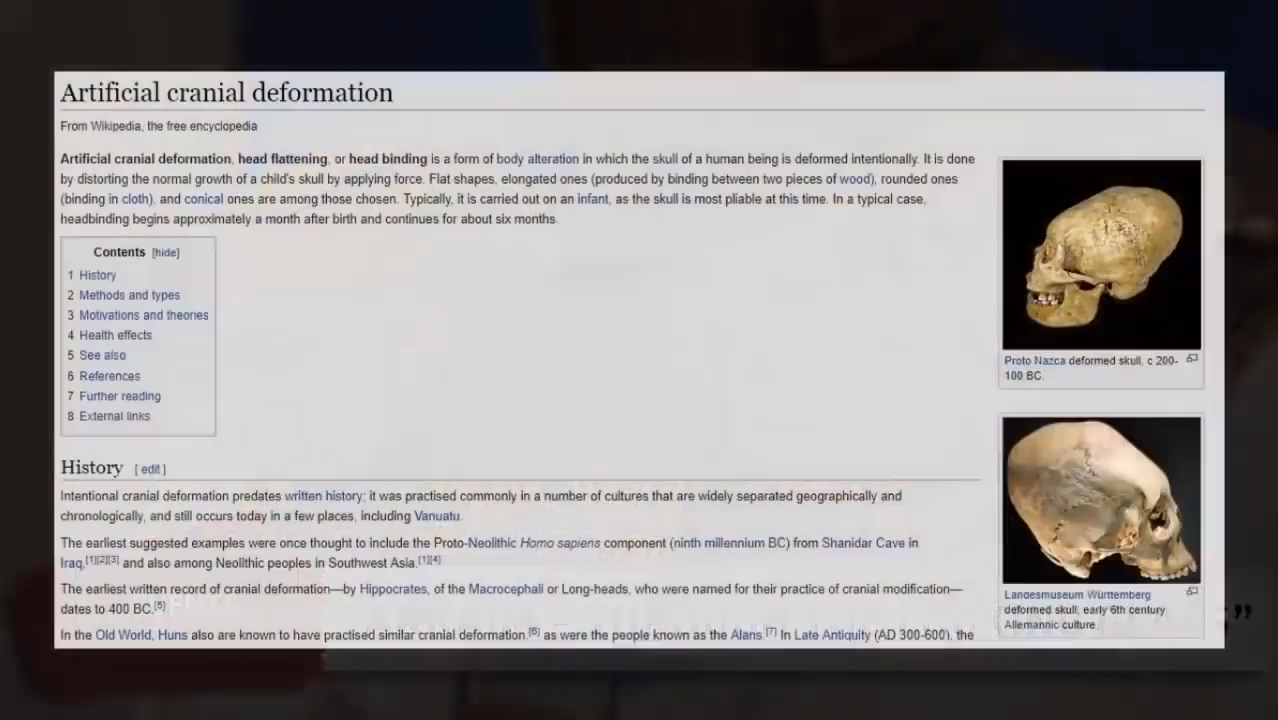 Artificial cranial deformation
From Wikipedia, the free encyclopedia
Artificial cranial deformation, head flattening, or head binding is a form of body alteration in which the skull of a human being is deformed intentionally. It is done
by distorting the normal growth of a child's skull by applying force. Flat shapes, elongated ones (produced by binding between two pieces of wood), rounded ones
(binding in cloth), and conical ones are among those chosen. Typically, it is carried out on an infant, as the skull is most pliable at this time. In a typical case,
headbinding begins approximately a month after birth and continues for about six months.
Contents [hide]
1 History
2 Methods and types
3 Motivations and theories
4 Health effects
5 See also
6 References
7 Further reading
8 External links
Proto Nazca deformed skull, c 200-
100 BC.
History [ edit ]
Intentional cranial deformation predates written history; it was practised commonly in a number of cultures that are widely separated geographically and
chronologically, and still occurs today in a few places, including Vanuatu.
The earliest suggested examples were once thought to include the Proto-Neolithic Homo sapiens component (ninth millennium BC) from Shanidar Cave in
Iraq,[1][2][3] and also among Neolithic peoples in Southwest Asia.[1][4]
The earliest written record of cranial deformation—by Hippocrates, of the Macrocephali or Long-heads, who were named for their practice of cranial modification—
dates to 400 BC.[5]
In the Old World, Huns also are known to have practised similar cranial deformation.[6] as were the people known as the Alans.[7] In Late Antiquity (AD 300-600), the
Landesmuseum Württemberg
deformed skull, early 6th century
Allemannic culture.